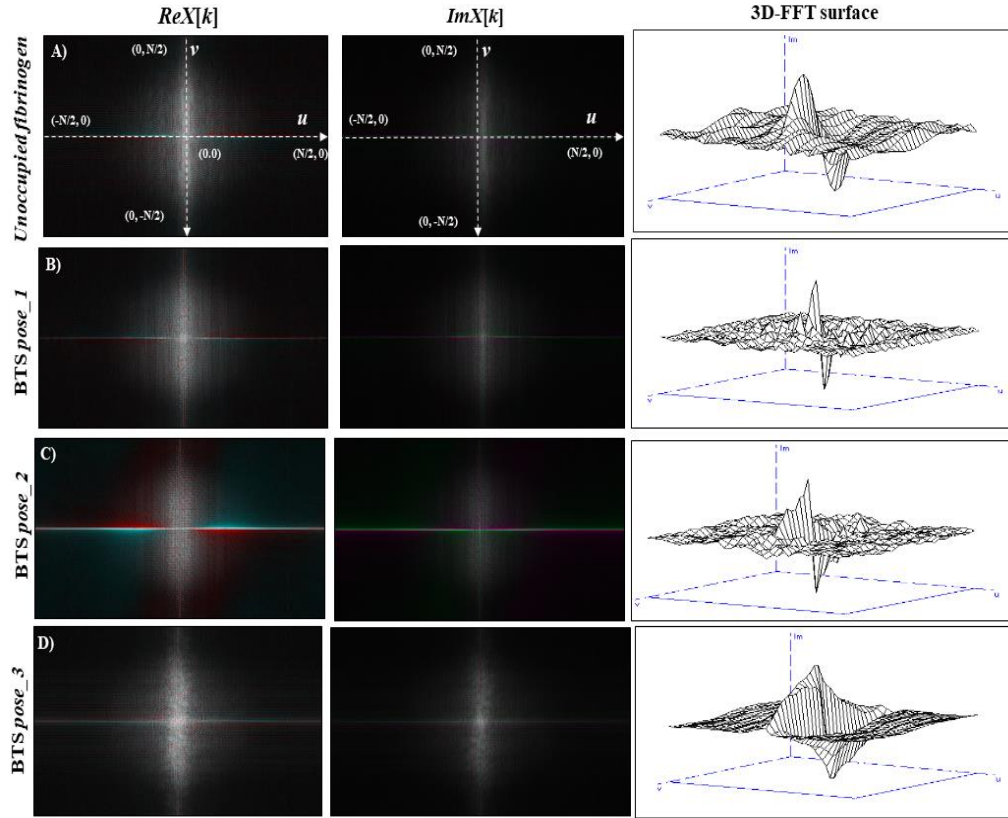 ReX[k]
ImX[k]
3D-FFT surface
Unoccupied fibrinogen
A)
(0, N/2)
v
(-N/2, 0)
u
(0.0)
(N/2, 0)
(0, -N/2)
(0, N/2)
v
(-N/2, 0)
u
(N/2, 0)
(0, -N/2)
Im
v
u
BTS pose_1
B)
Im
v
u
BTS pose_2
C)
Im
v
u
BTS pose_3
D)
Im
v
u